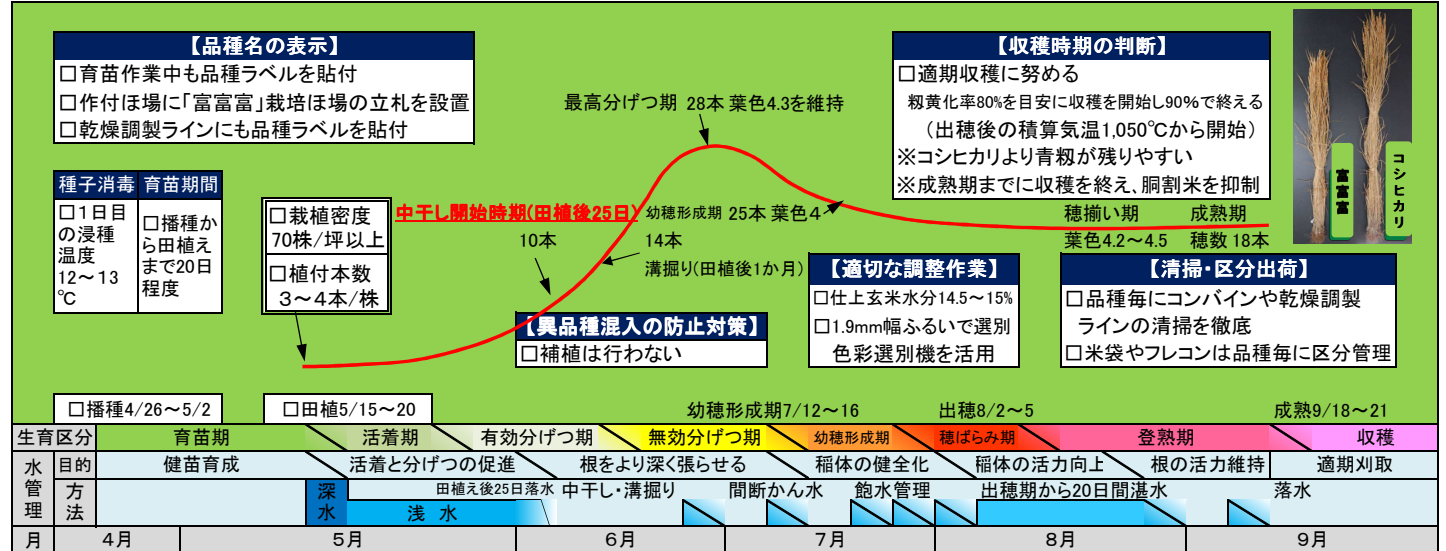 【品種名の表示】
□育苗作業中も品種ラベルを貼付
□作付ほ場に「富富富」栽培ほ場の立札を設置
□乾燥調製ラインにも品種ラベルを貼付
【収穫時期の判断】
□適期収穫に努める
籾黄化率80%を目安に収穫を開始し90%で終える
（出穂後の積算気温1,050℃から開始）
※コシヒカリより青籾が残りやすい
※成熟期までに収穫を終え、胴割米を抑制
富富富
コシヒカリ
最高分げつ期 28本 葉色4.3を維持
種子消毒
□1日目
の浸種
温度
12～13
℃
育苗期間
□播種か
ら田植え
まで20日
程度
□栽植密度
70株/坪以上
□植付本数
3～4本/株
中干し開始時期(田植後25日)
10本
幼穂形成期 25本 葉色4
14本
溝掘り(田植後1か月)
穂揃い期 成熟期
葉色4.2～4.5 穂数 18本
【異品種混入の防止対策】
□補植は行わない
【適切な調整作業】
□仕上玄米水分14.5～15%
□1.9mm幅ふるいで選別
色彩選別機を活用
【清掃・区分出荷】
□品種毎にコンバインや乾燥調製
ラインの清掃を徹底
□米袋やフレコンは品種毎に区分管理
□播種4/26～5/2
□田植5/15～20
幼穂形成期7/12～16
出穂8/2～5
成熟9/18～21
生育区分 育苗期 活着期 有効分げつ期 無効分げつ期 幼穂形成期 穂ばらみ期 登熟期 収穫
水管理
目的 健苗育成 活着と分げつの促進 根をより深く張らせる 稲体の健全化 稲体の活力向上 根の活力維持 適期刈取
方法 深水 浅水 田植え後25日落水 中干し・溝掘り 間断かん水 飽水管理 出穂期から20日間湛水 落水
月 4月 5月 6月 7月 8月 9月